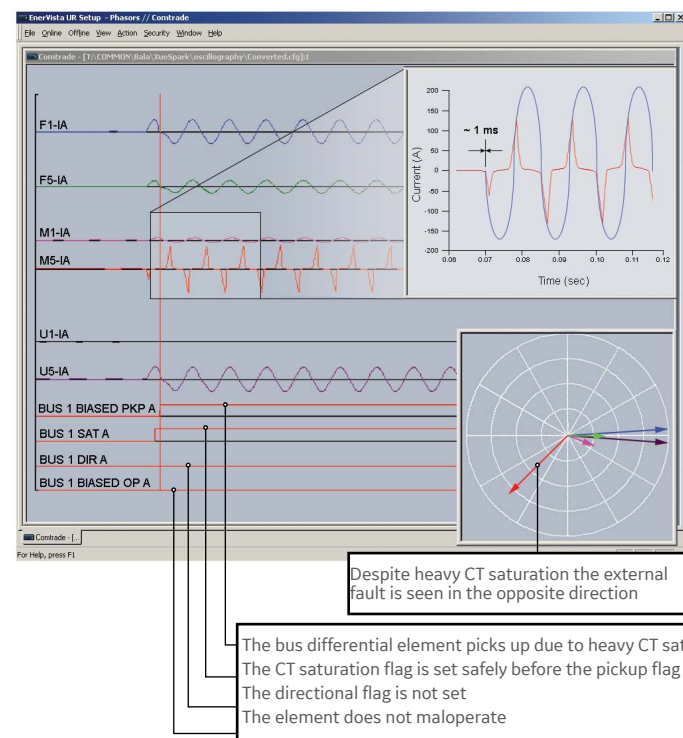 EnerVista UR Setup - Phasors // Comtrade
File Online Offline View Action Security Window Help
Comtrade - [T:\COMMON\Bala\XueSpark\oscillography\Converted.cfg]:1
F1-IA
F5-IA
M1-IA
M5-IA
U1-IA
U5-IA
BUS 1 BIASED PKP A
BUS 1 SAT A
BUS 1 DIR A
BUS 1 BIASED OP A
200
150
100
50
0
-50
-100
-150
-200
Current (A)
~ 1 ms
0.06 0.07 0.08 0.09 0.10 0.11 0.12
Time (sec)
Comtrade - [...
For Help, press F1
Despite heavy CT saturation the external
fault is seen in the opposite direction
The bus differential element picks up due to heavy CT sat
The CT saturation flag is set safely before the pickup flag
The directional flag is not set
The element does not maloperate